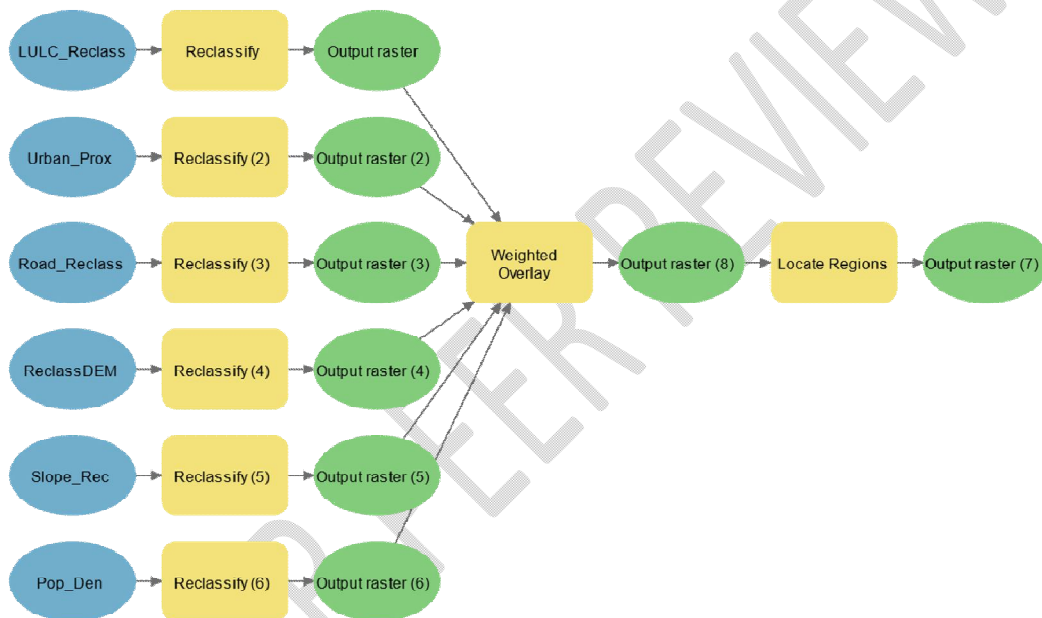 LULC_Reclass
Reclassify
Output raster
Urban_Prox
Reclassify (2)
Output raster (2)
Road_Reclass
Reclassify (3)
Output raster (3)
Weighted
Overlay
Output raster (8)
Locate Regions
Output raster (7)
ReclassDEM
Reclassify (4)
Output raster (4)
Slope_Rec
Reclassify (5)
Output raster (5)
Pop_Den
Reclassify (6)
Output raster (6)
PEER REVIEW